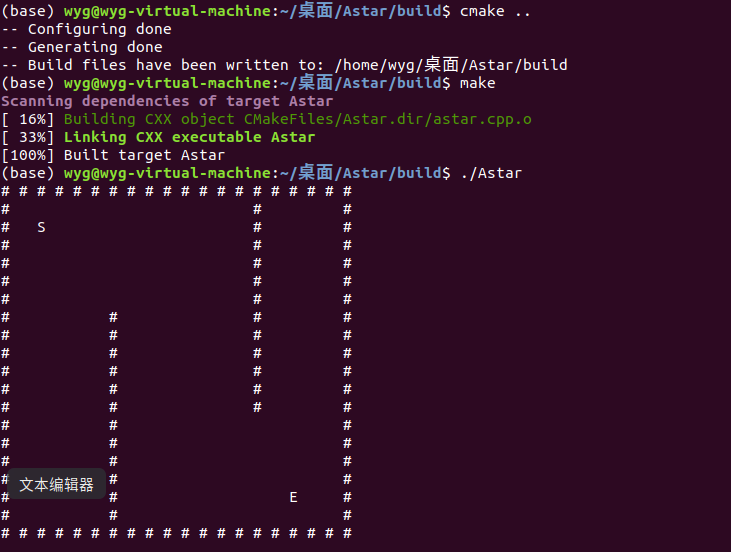 (base) wyg@wyg-virtual-machine:~/桌面/Astar/build$ cmake ..
-- Configuring done
-- Generating done
-- Build files have been written to: /home/wyg/桌面/Astar/build
(base) wyg@wyg-virtual-machine:~/桌面/Astar/build$ make
Scanning dependencies of target Astar
[ 16%] Building CXX object CMakeFiles/Astar.dir/astar.cpp.o
[ 33%] Linking CXX executable Astar
[100%] Built target Astar
(base) wyg@wyg-virtual-machine:~/桌面/Astar/build$ ./Astar
# # # # # # # # # # # # # # # # # # # #
#                           #         #
#   S                       #         #
#                           #         #
#                           #         #
#                           #         #
#                           #         #
#           #               #         #
#           #               #         #
#           #               #         #
#           #               #         #
#           #               #         #
#           #               #         #
#           #                         #
#           #                         #
#           #                         #
#           #                         #
文本编辑器
#           #                   E     #
#           #                         #
# # # # # # # # # # # # # # # # # # # #